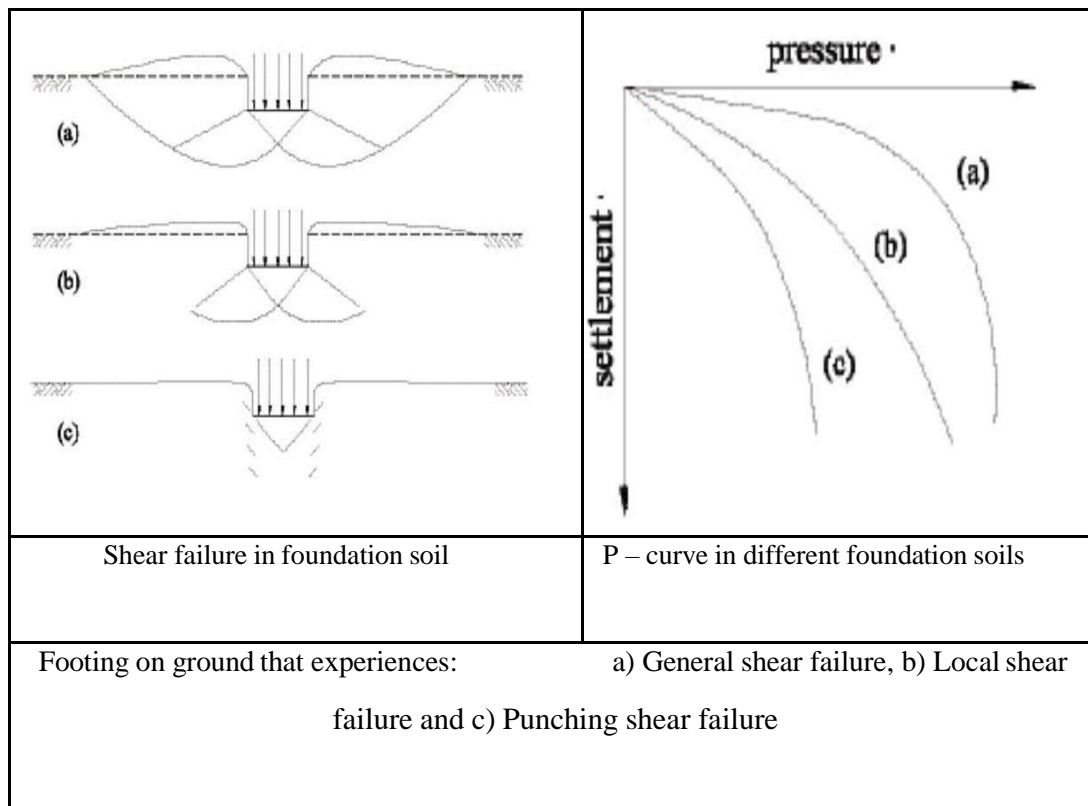 (a)
(b)
(c)
pressure
settlement
(a)
(b)
(c)
Shear failure in foundation soil
P – curve in different foundation soils
Footing on ground that experiences: a) General shear failure, b) Local shear
failure and c) Punching shear failure